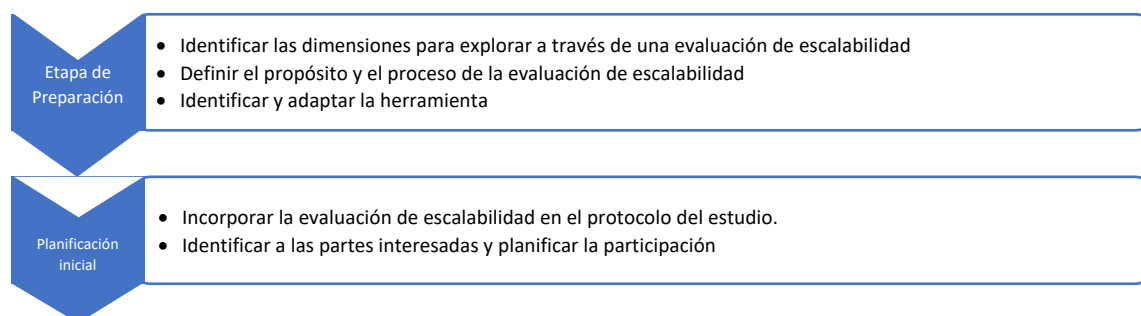 Etapa de
Preparación
• Identificar las dimensiones para explorar a través de una evaluación de escalabilidad
• Definir el propósito y el proceso de la evaluación de escalabilidad
• Identificar y adaptar la herramienta
Planificación
inicial
• Incorporar la evaluación de escalabilidad en el protocolo del estudio.
• Identificar a las partes interesadas y planificar la participación